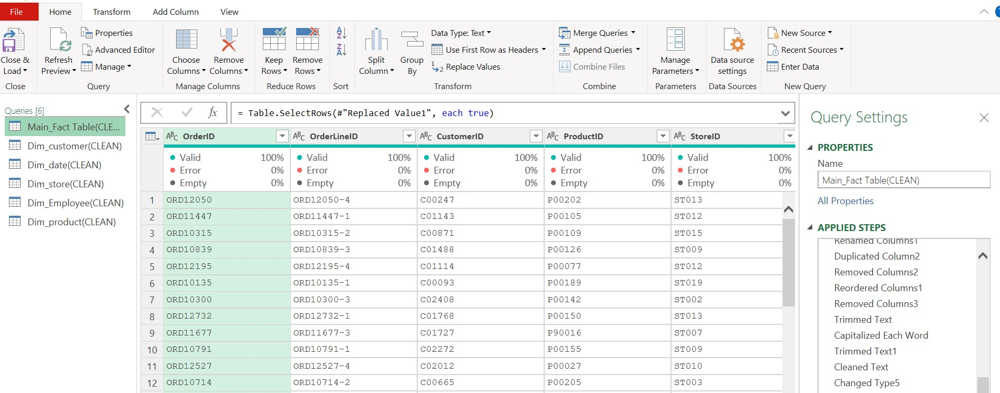 File Home Transform Add Column View
Close & Load
Refresh Preview
Properties
Advanced Editor
Manage
Choose Columns
Remove Columns
Keep Rows
Remove Rows
A Z
Z A
Split Column
Group By
Data Type: Text
Use First Row as Headers
1 2 Replace Values
Merge Queries
Append Queries
Combine Files
Manage Parameters
Data source settings
New Source
Recent Sources
Enter Data
Close Query Manage Columns Reduce Rows Sort Transform Combine Parameters Data Sources New Query
Queries [6]
Main_Fact Table(CLE...
Dim_customer(CLEAN)
Dim_date(CLEAN)
Dim_store(CLEAN)
Dim_Employee(CLEAN)
Dim_product(CLEAN)
fx = Table.SelectRows(#"Replaced Value1", each true)
ABC OrderID ABC OrderLineID ABC CustomerID ABC ProductID ABC StoreID
Valid 100% Valid 100% Valid 100% Valid 100% Valid 100%
Error 0% Error 0% Error 0% Error 0% Error 0%
Empty 0% Empty 0% Empty 0% Empty 0% Empty 0%
1 ORD12050 ORD12050-4 C00247 P00202 ST013
2 ORD11447 ORD11447-1 C01143 P00105 ST012
3 ORD10315 ORD10315-2 C00871 P00109 ST015
4 ORD10839 ORD10839-3 C01488 P00126 ST009
5 ORD12195 ORD12195-4 C01114 P00077 ST012
6 ORD10135 ORD10135-1 C00093 P00189 ST019
7 ORD10300 ORD10300-3 C02408 P00142 ST002
8 ORD12732 ORD12732-1 C01768 P00150 ST013
9 ORD11677 ORD11677-3 C01727 P90016 ST007
10 ORD10791 ORD10791-1 C02272 P00155 ST009
11 ORD12527 ORD12527-4 C02012 P00027 ST010
12 ORD10714 ORD10714-2 C00665 P00205 ST003
Query Settings
PROPERTIES
Name
Main_Fact Table(CLEAN)
All Properties
APPLIED STEPS
Renamed Columns1
Duplicated Column2
Removed Columns2
Reordered Columns1
Removed Columns3
Trimmed Text
Capitalized Each Word
Trimmed Text1
Cleaned Text
Changed Type5